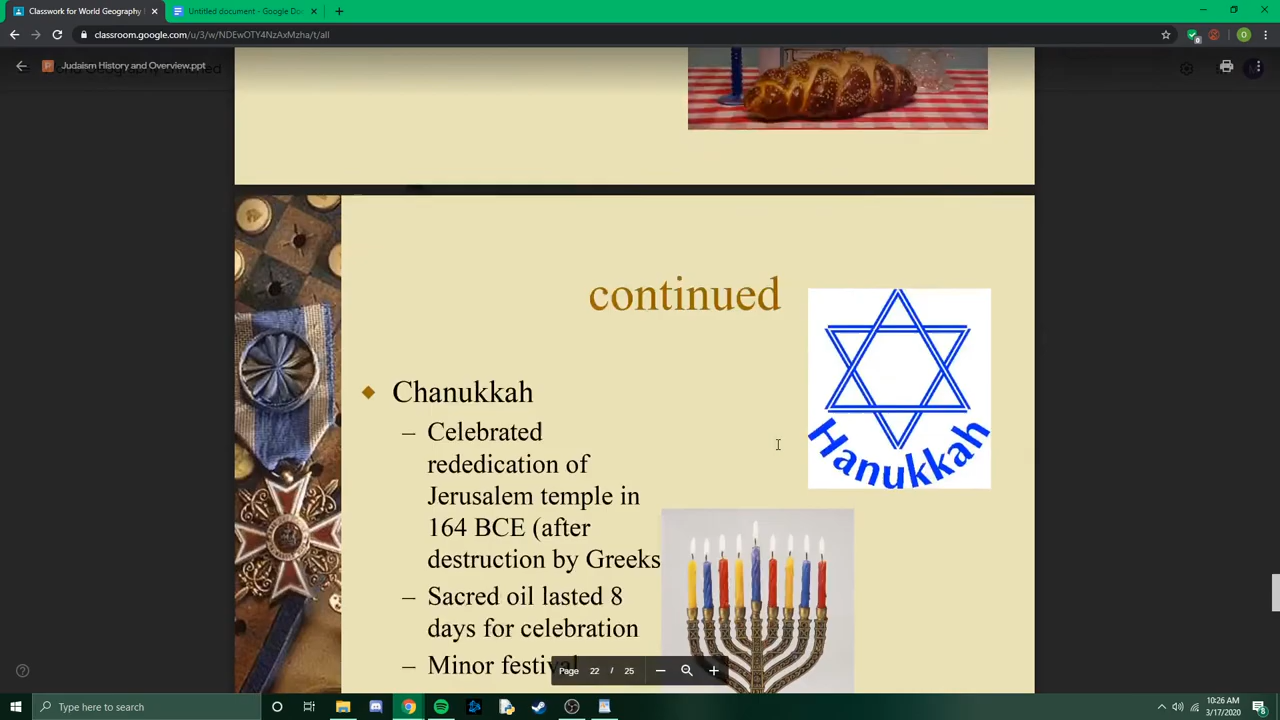 Classwork for World Geography
Untitled document - Google Do
classroom.google.com/u/3/w/NDEwOTY4NzAxMzha/t/all
Judaism History and Overview.ppt
continued
Hanukkah
◆ Chanukkah
– Celebrated
rededication of
Jerusalem temple in
164 BCE (after
destruction by Greeks
– Sacred oil lasted 8
days for celebration
– Minor festival
Page 22 / 25
Type here to search
10:26 AM
3/17/2020